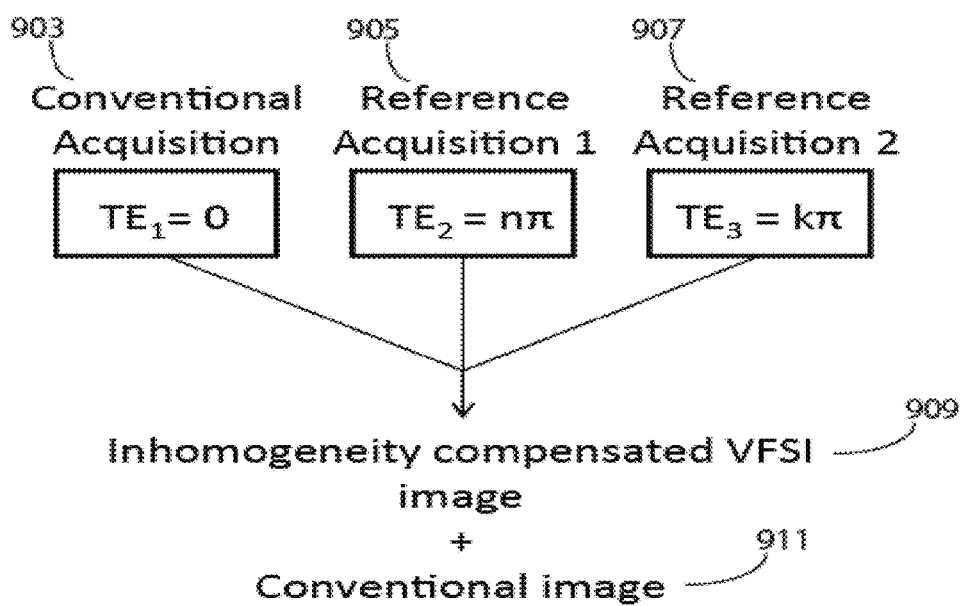 903 905 907
Conventional Reference Reference
Acquisition Acquisition 1 Acquisition 2
TE₁= 0 TE₂ = nπ TE₃ = kπ
909
Inhomogeneity compensated VFSI
image
+
911
Conventional image